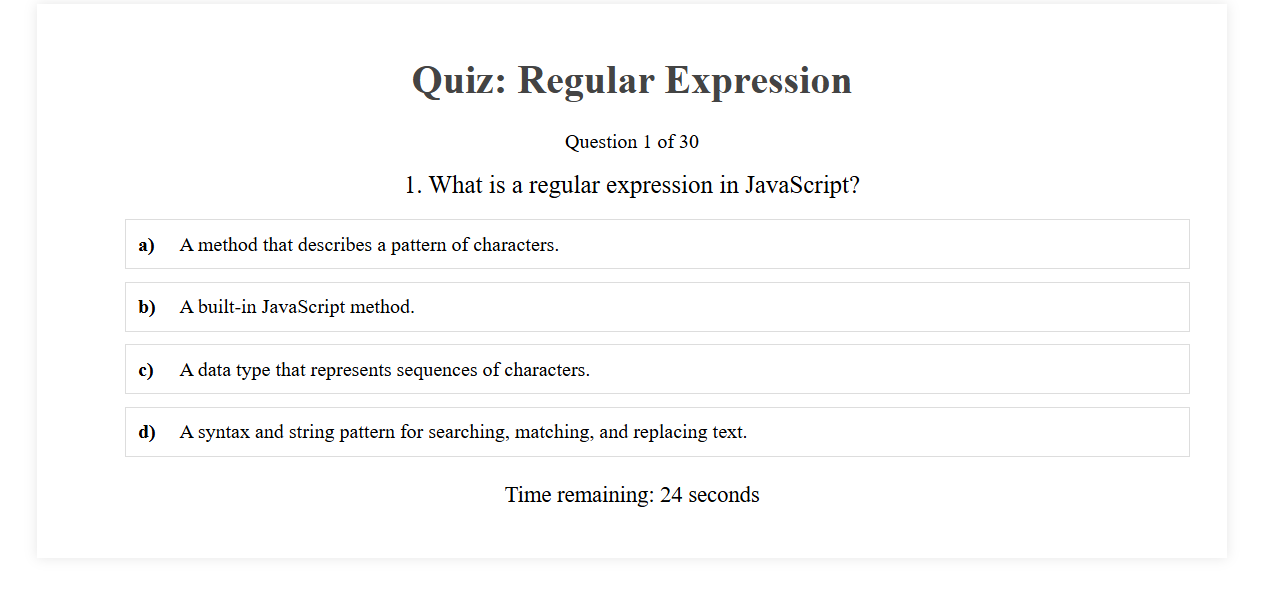 Quiz: Regular Expression
Question 1 of 30
1. What is a regular expression in JavaScript?
a) A method that describes a pattern of characters.
b) A built-in JavaScript method.
c) A data type that represents sequences of characters.
d) A syntax and string pattern for searching, matching, and replacing text.
Time remaining: 24 seconds